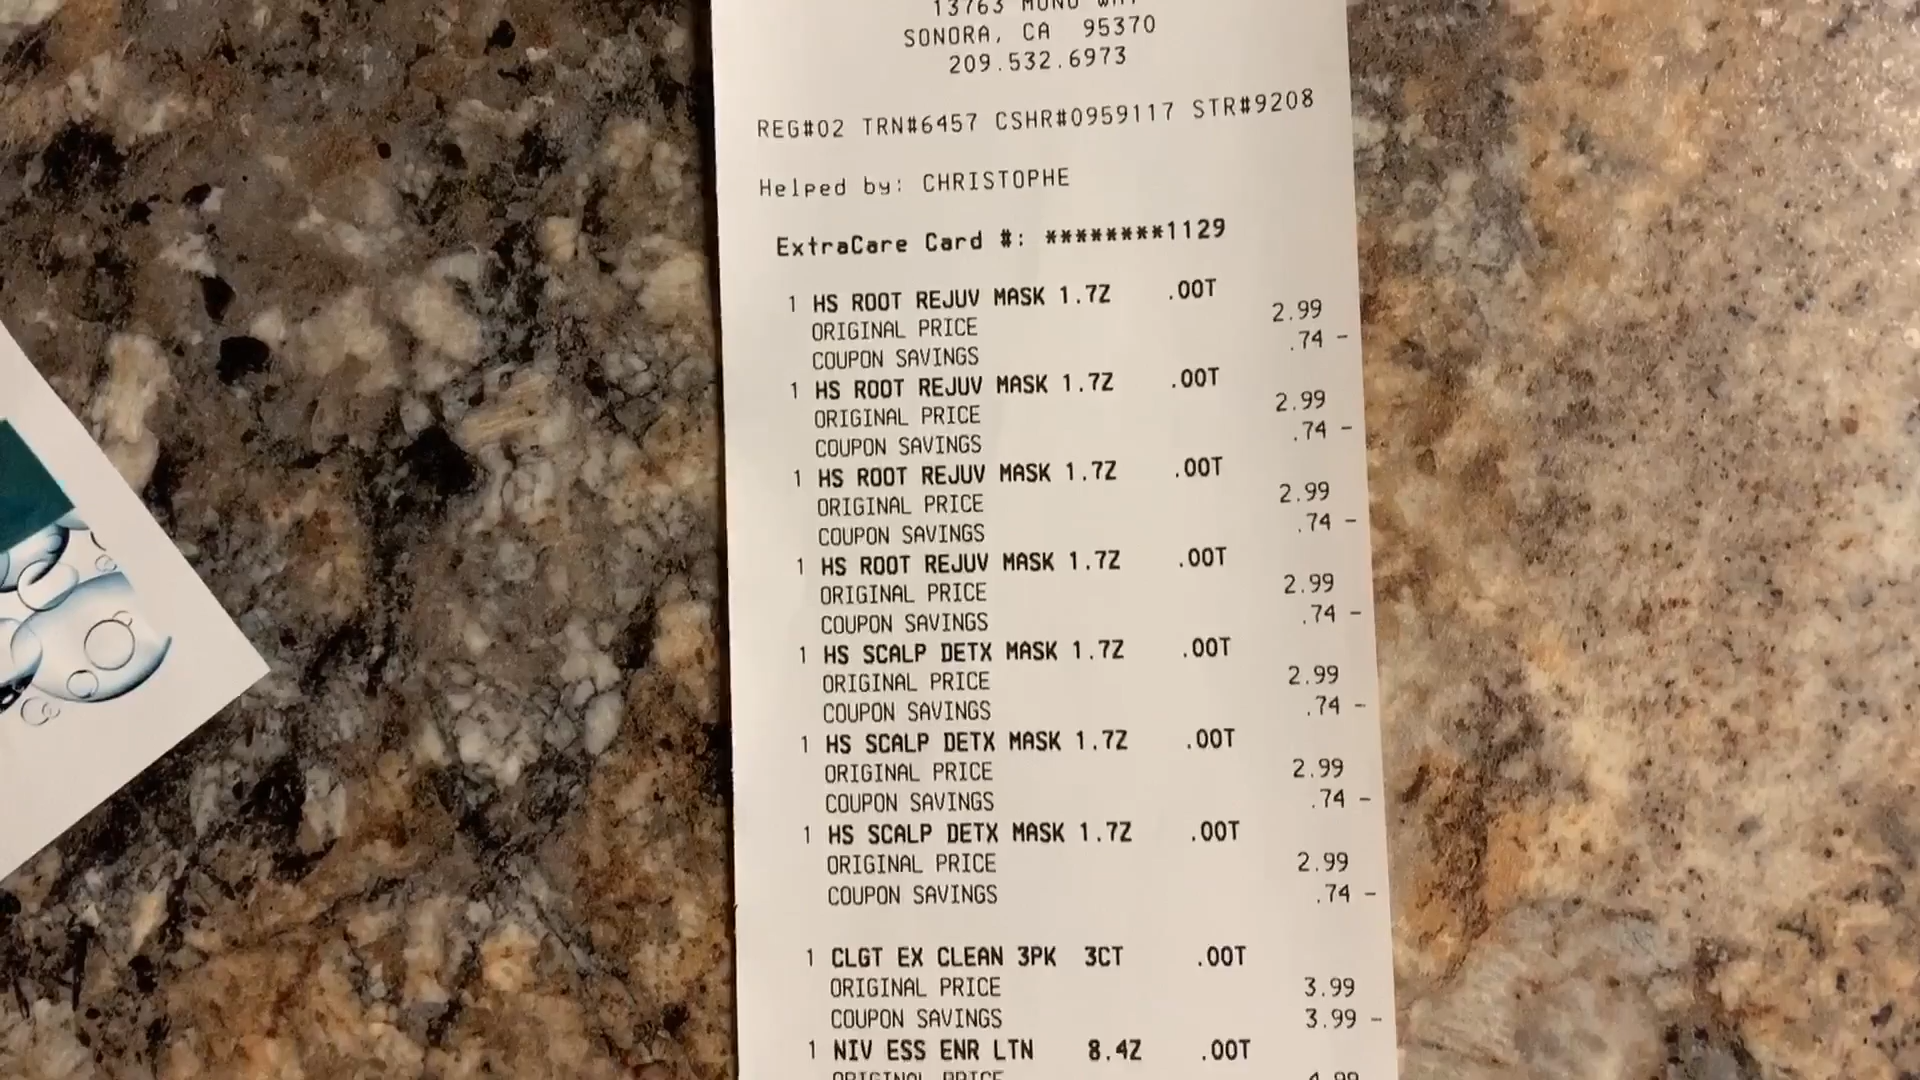 13763 MONO WAY
SONORA, CA 95370
209.532.6973
REG#02 TRN#6457 CSHR#0959117 STR#9208
Helped by: CHRISTOPHE
ExtraCare Card #: ********1129
1 HS ROOT REJUV MASK 1.7Z .00T
ORIGINAL PRICE 2.99
COUPON SAVINGS .74 -
1 HS ROOT REJUV MASK 1.7Z .00T
ORIGINAL PRICE 2.99
COUPON SAVINGS .74 -
1 HS ROOT REJUV MASK 1.7Z .00T
ORIGINAL PRICE 2.99
COUPON SAVINGS .74 -
1 HS ROOT REJUV MASK 1.7Z .00T
ORIGINAL PRICE 2.99
COUPON SAVINGS .74 -
1 HS SCALP DETX MASK 1.7Z .00T
ORIGINAL PRICE 2.99
COUPON SAVINGS .74 -
1 HS SCALP DETX MASK 1.7Z .00T
ORIGINAL PRICE 2.99
COUPON SAVINGS .74 -
1 HS SCALP DETX MASK 1.7Z .00T
ORIGINAL PRICE 2.99
COUPON SAVINGS .74 -
1 CLGT EX CLEAN 3PK 3CT .00T
ORIGINAL PRICE 3.99
COUPON SAVINGS 3.99 -
1 NIV ESS ENR LTN 8.4Z .00T
ORIGINAL PRICE 4.99